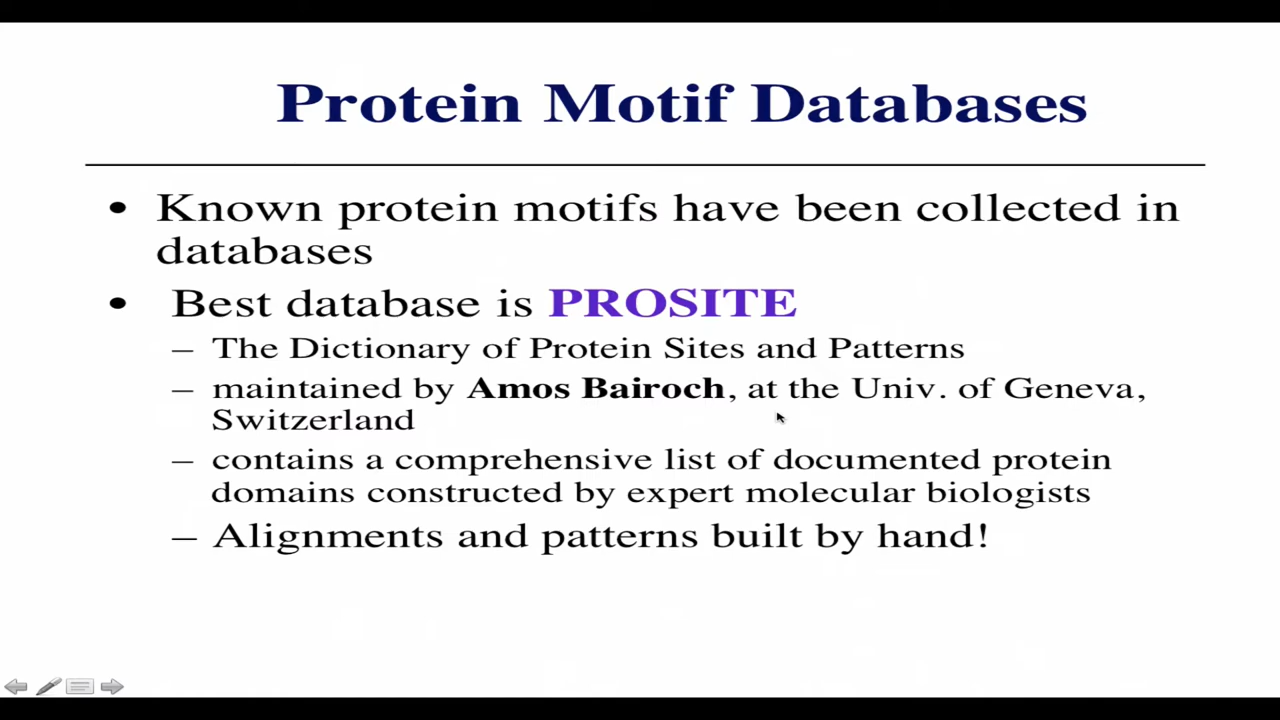 Protein Motif Databases
• Known protein motifs have been collected in
databases
• Best database is PROSITE
– The Dictionary of Protein Sites and Patterns
– maintained by Amos Bairoch, at the Univ. of Geneva,
Switzerland
– contains a comprehensive list of documented protein
domains constructed by expert molecular biologists
– Alignments and patterns built by hand!